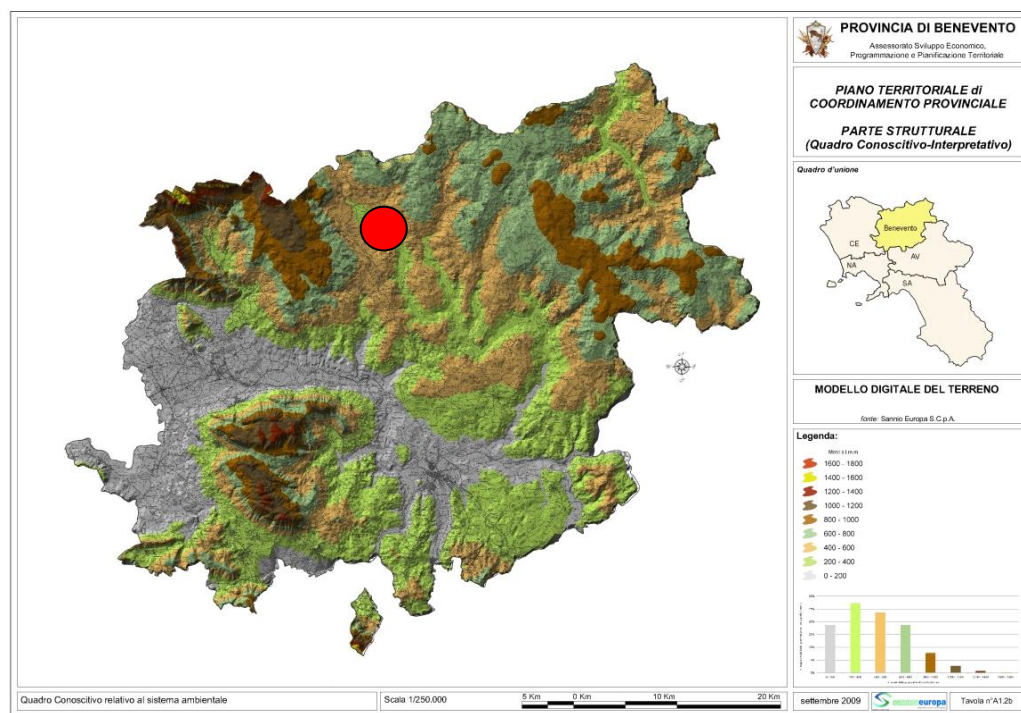 PROVINCIA DI BENEVENTO
Assessorato Sviluppo Economico,
Programmazione e Pianificazione Territoriale
PIANO TERRITORIALE di
COORDINAMENTO PROVINCIALE
PARTE STRUTTURALE
(Quadro Conoscitivo-Interpretativo)
Quadro d'unione
Benevento
CE
AV
NA
SA
MODELLO DIGITALE DEL TERRENO
fonte: Sannio Europa S.C.p.A.
Legenda:
1600 - 1800
1400 - 1600
1200 - 1400
1000 - 1200
800 - 1000
600 - 800
400 - 600
200 - 400
0 - 200
Quadro Conoscitivo relativo al sistema ambientale
Scala 1/250.000
5 Km 0 Km 10 Km 20 Km
settembre 2009
sannioeuropa
Tavola n°A1.2b